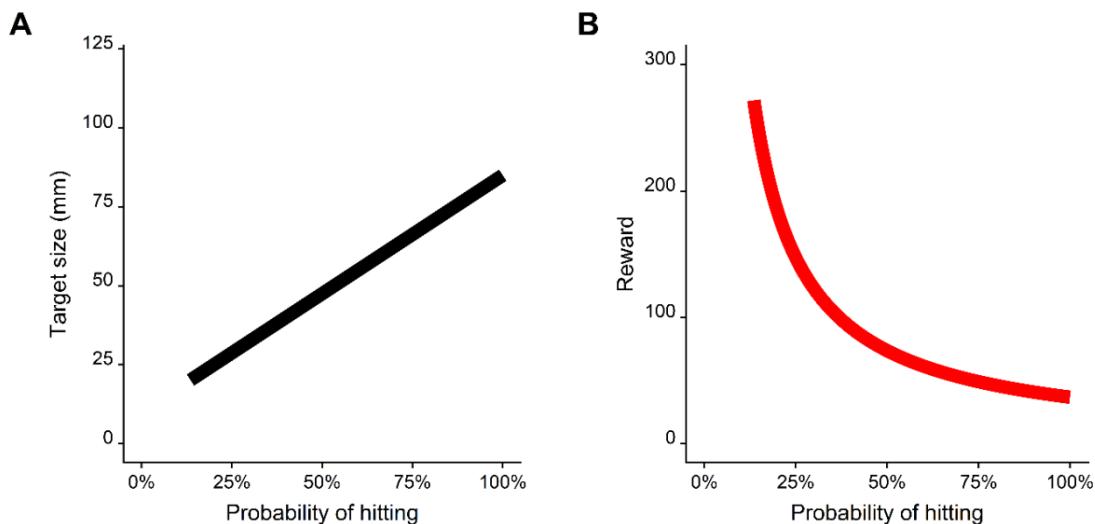 A
Target size (mm)
125
100
75
50
25
0
0% 25% 50% 75% 100%
Probability of hitting
B
Reward
300
200
100
0
0% 25% 50% 75% 100%
Probability of hitting